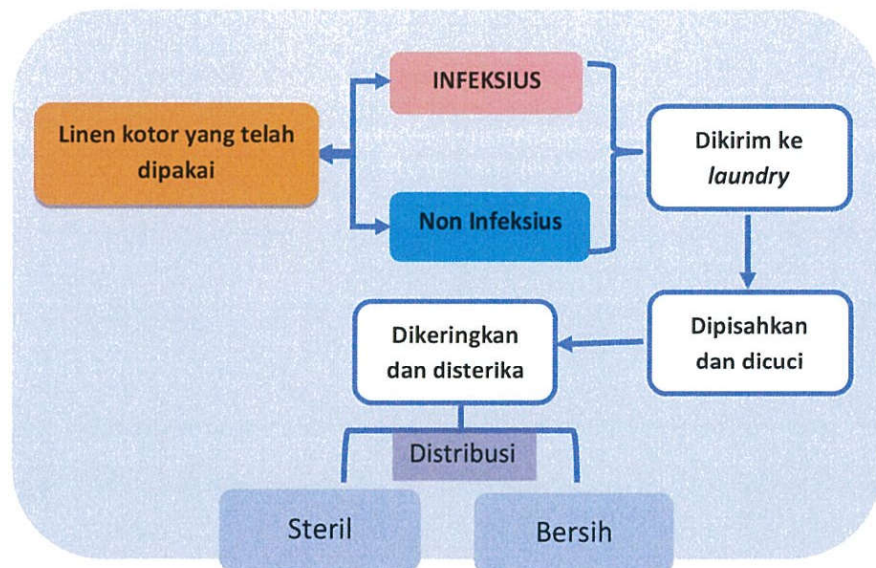 INFEKSIUS
Linen kotor yang telah
dipakai
Non Infeksius
Dikirim ke
laundry
Dipisahkan
dan dicuci
Dikeringkan
dan disterika
Distribusi
Steril
Bersih